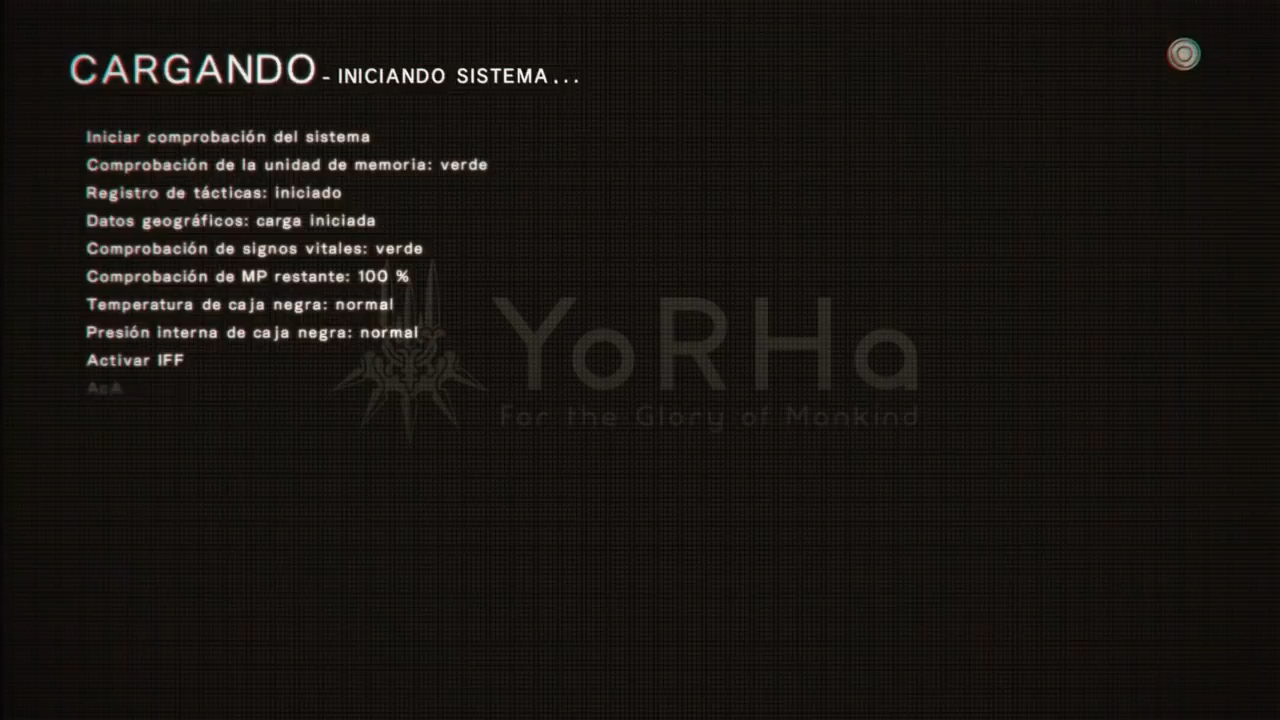 CARGANDO - INICIANDO SISTEMA...
Iniciar comprobación del sistema
Comprobación de la unidad de memoria: verde
Registro de tácticas: iniciado
Datos geográficos: carga iniciada
Comprobación de signos vitales: verde
Comprobación de MP restante: 100 %
Temperatura de caja negra: normal
Presión interna de caja negra: normal
Activar IFF
YoRHa
For the Glory of Mankind